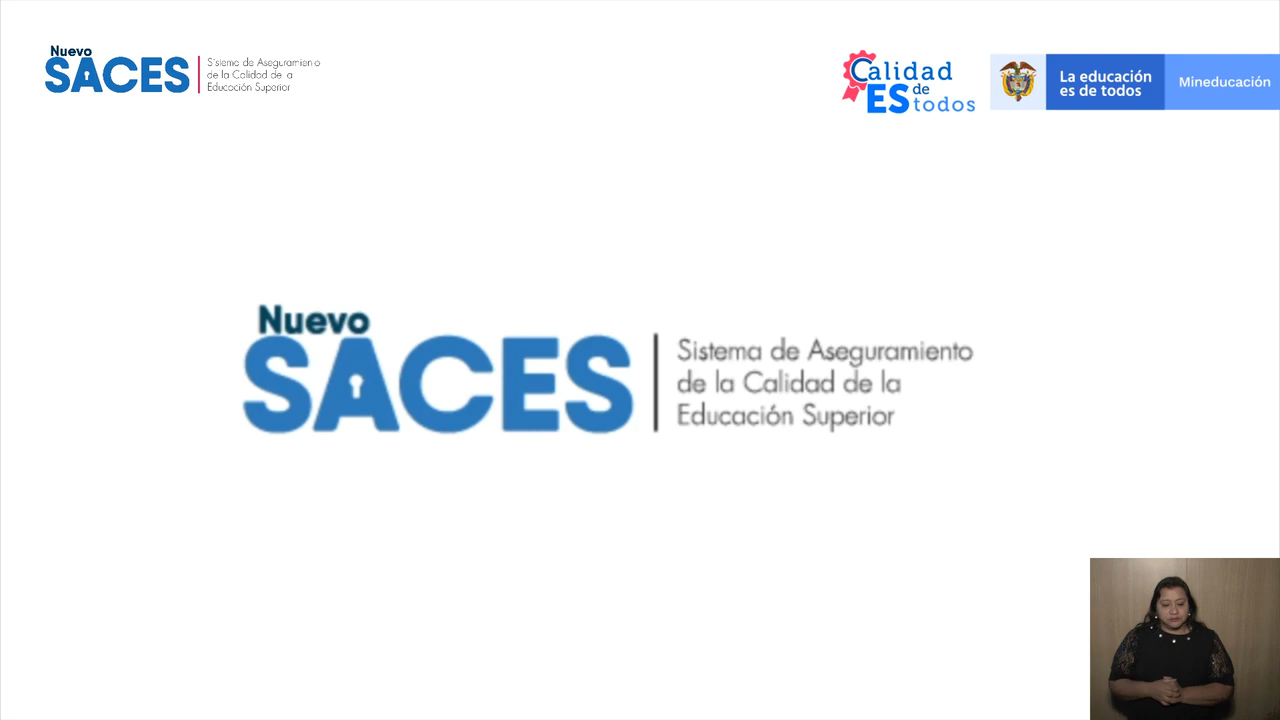 Nuevo
SACES
Sistema de Aseguramiento
de la Calidad de la
Educación Superior
Calidad
de
ES todos
La educación
es de todos
Mineducación
Nuevo
SACES
Sistema de Aseguramiento
de la Calidad de la
Educación Superior